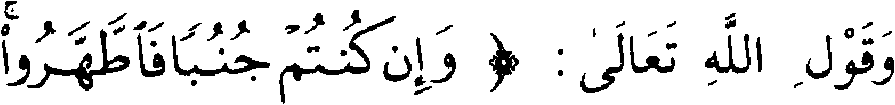 وَقَوْلِ اللَّهِ تَعَالَىٰ: ﴿ وَإِن كُنتُمْ جُنُبًا فَاطَّهَّرُوا۟ۚ